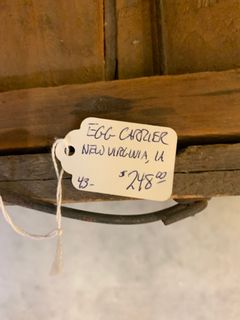 EGG CARRIER
NEW VIRGINIA, IA
43- $248.00